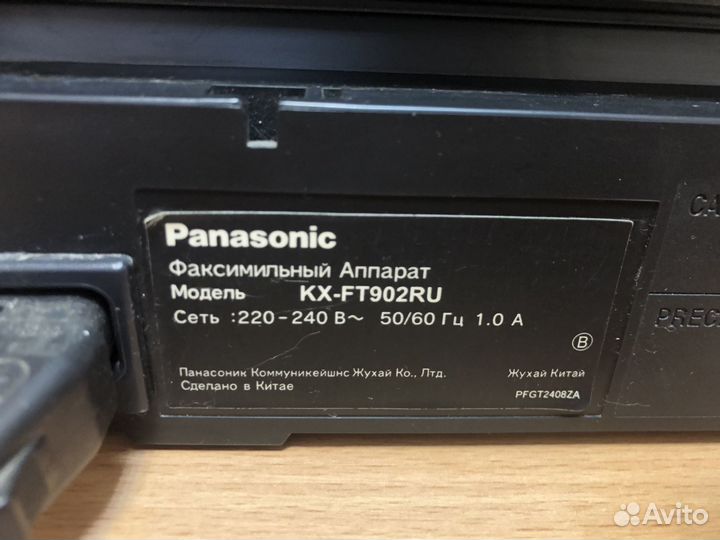 Panasonic
Факсимильный Аппарат
Модель KX-FT902RU
Сеть :220-240 В~ 50/60 Гц 1.0 А
B
Панасоник Коммуникейшнс Жухай Ко., Лтд. Жухай Китай
Сделано в Китае
PFGT2408ZA
Avito